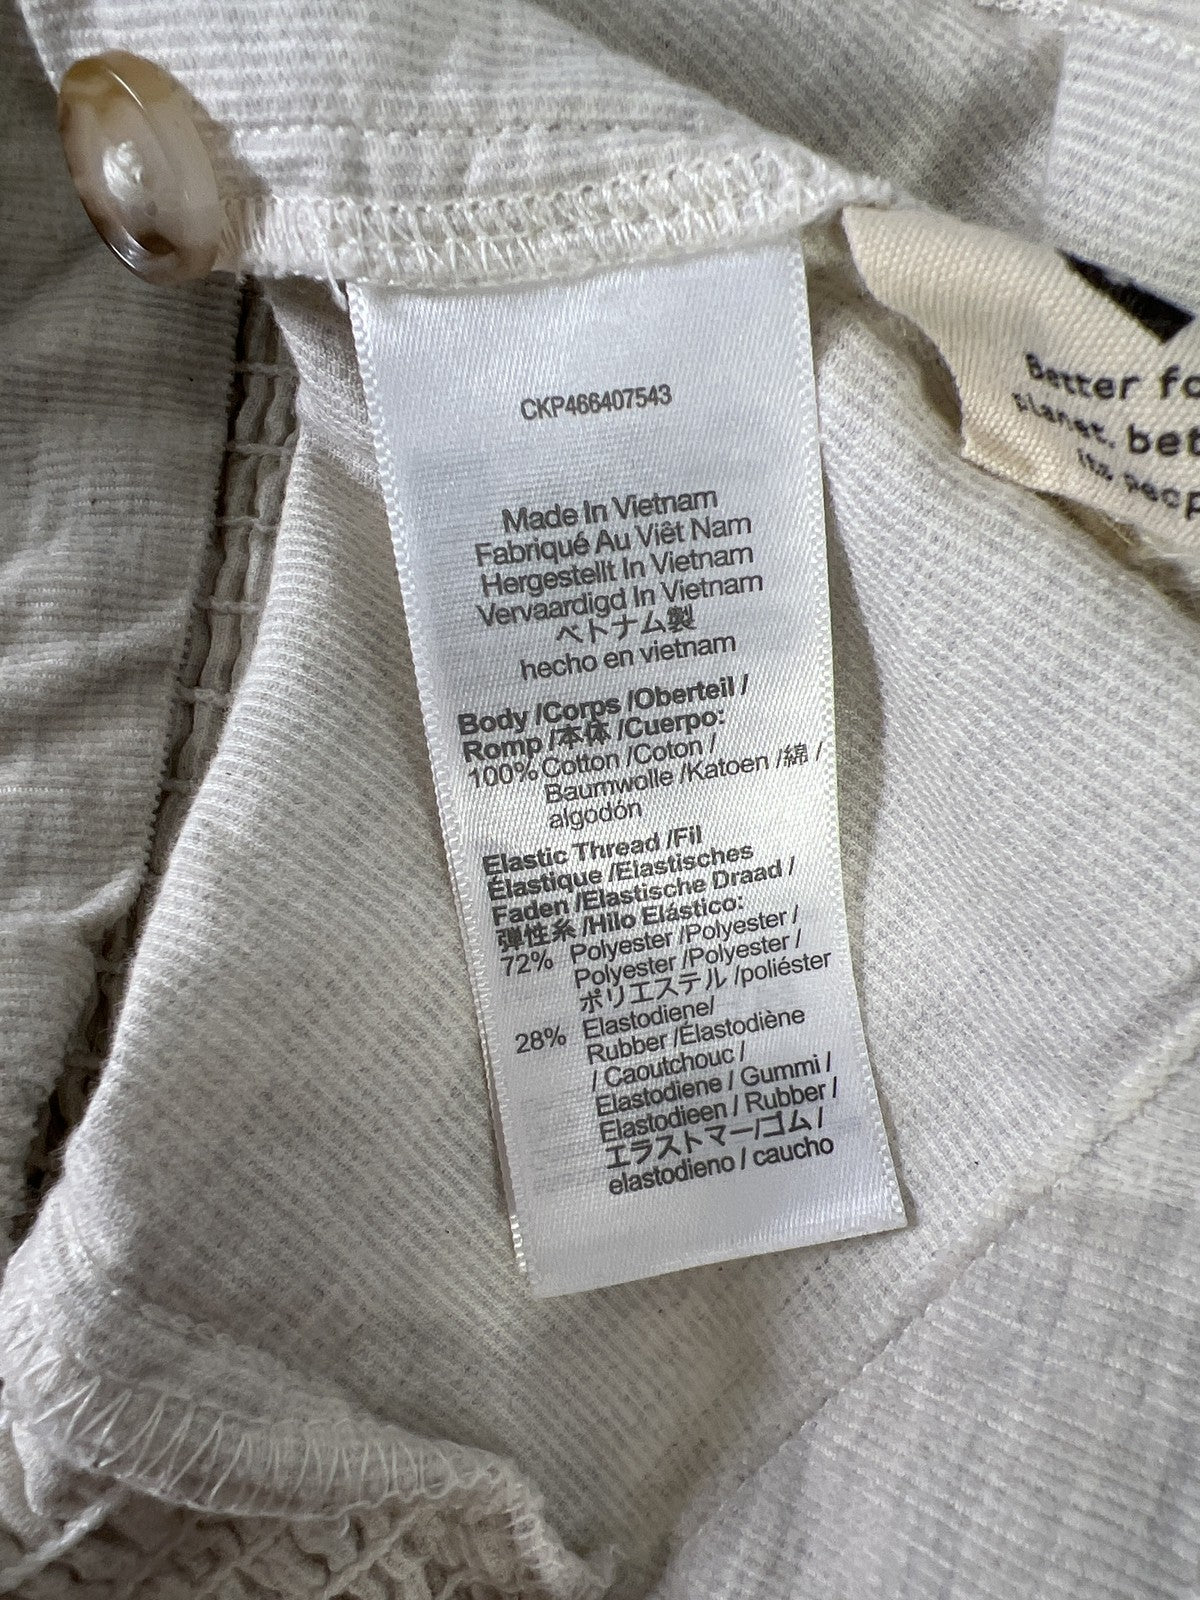 CKP466407543
Made In Vietnam
Fabriqué Au Viêt Nam
Hergestellt In Vietnam
Vervaardigd In Vietnam
ベトナム製
hecho en vietnam
Body /Corps /Oberteil /
Romp /本体 /Cuerpo:
100% Cotton /Coton /
Baumwolle /Katoen /綿 /
algodón
Elastic Thread /Fil
Élastique /Elastisches
Faden /Elastische Draad /
弾性糸 /Hilo Elástico:
72% Polyester /Polyester /
Polyester /Polyester /
ポリエステル /poliéster
28% Elastodiene/
Rubber /Élastodiène
/ Caoutchouc /
Elastodiene / Gummi /
Elastodieen / Rubber /
エラストマー/ゴム /
elastodieno / caucho
Better fo
Planet, bet
its peop